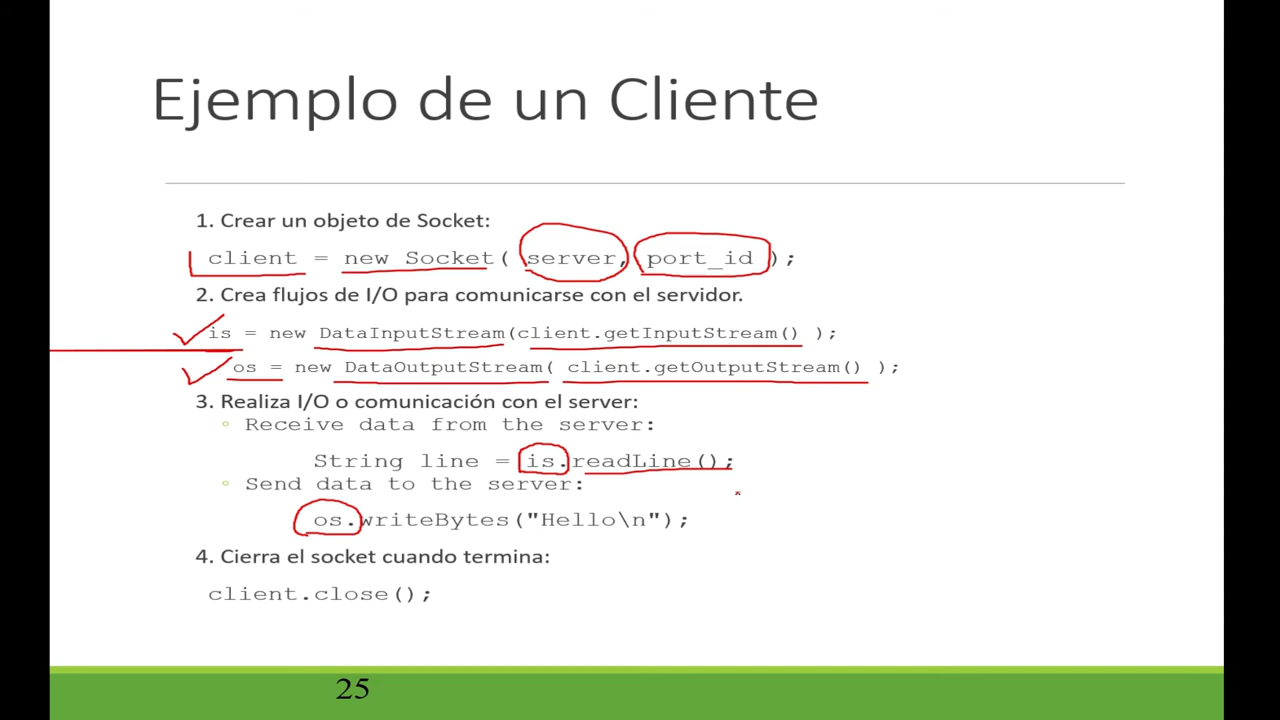 Ejemplo de un Cliente
1. Crear un objeto de Socket:
client = new Socket( server, port_id );
2. Crea flujos de I/O para comunicarse con el servidor.
is = new DataInputStream(client.getInputStream() );
os = new DataOutputStream( client.getOutputStream() );
3. Realiza I/O o comunicación con el server:
◦ Receive data from the server:
String line = is.readLine();
◦ Send data to the server:
os.writeBytes("Hello\n");
4. Cierra el socket cuando termina:
client.close();
25